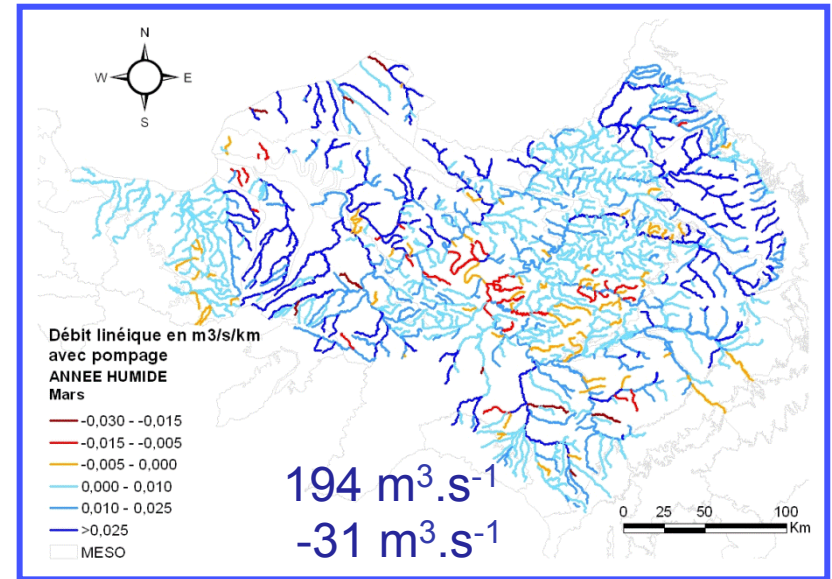 N
W E
S
Débit linéique en m3/s/km
avec pompage
ANNEE HUMIDE
Mars
-0,030 - -0,015
-0,015 - -0,005
-0,005 - 0,000
0,000 - 0,010
0,010 - 0,025
>0,025
MESO
194 m³.s⁻¹
-31 m³.s⁻¹
0 25 50 100
Km